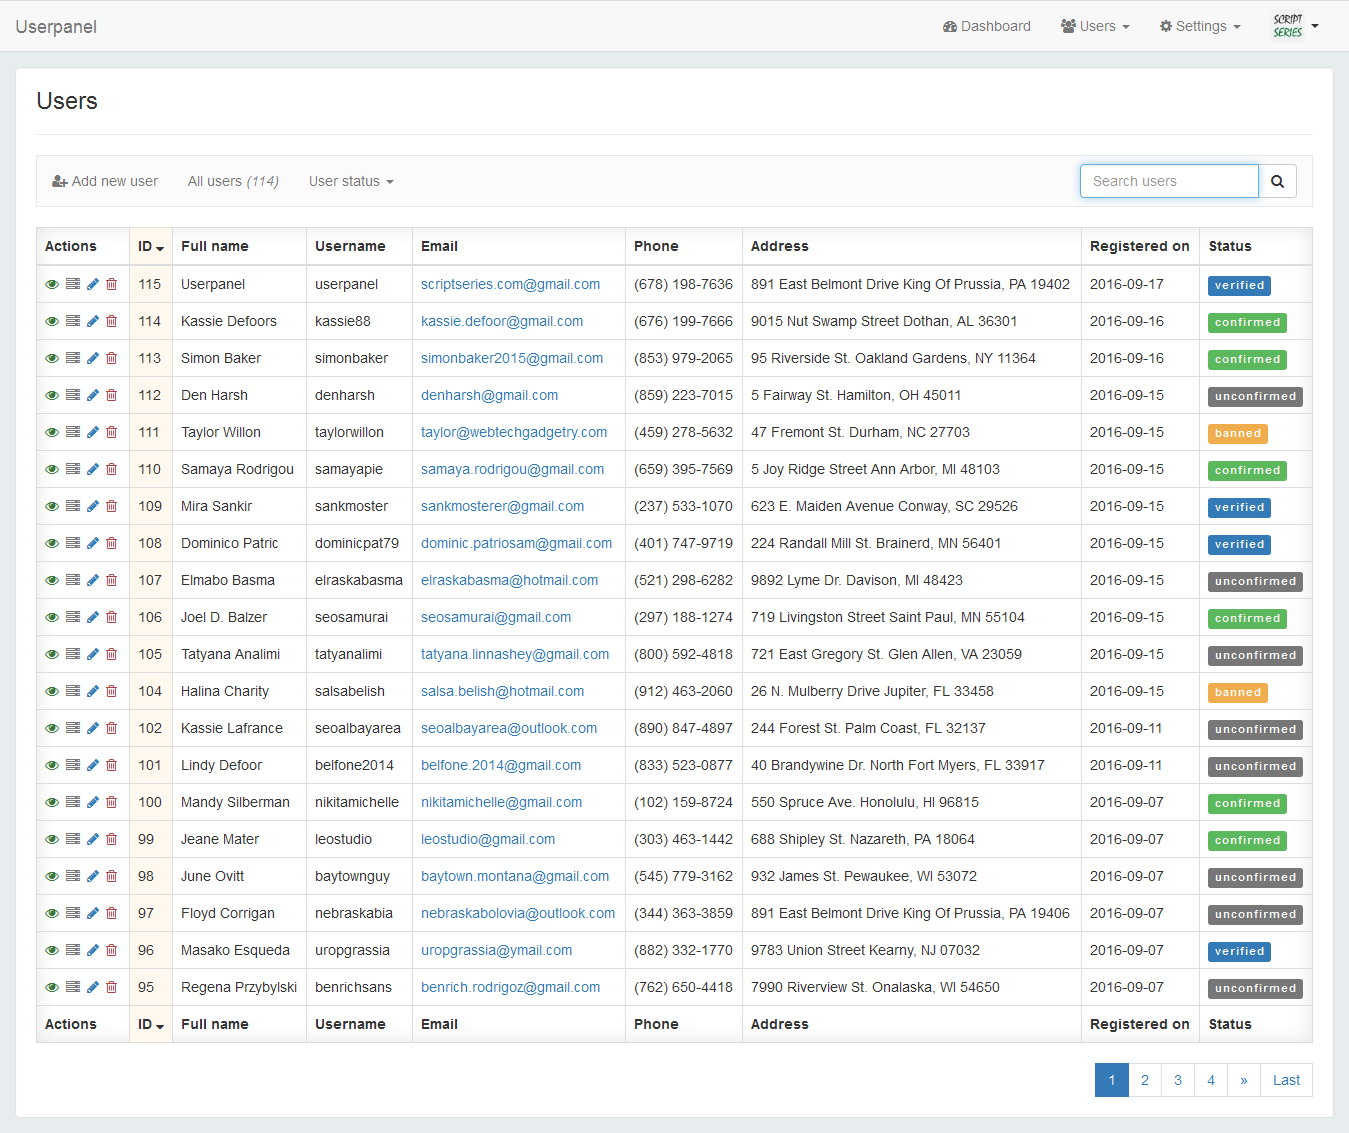 Userpanel Dashboard Users Settings SCRIPT SERIES
Users
Add new user All users (114) User status Search users
Actions ID Full name Username Email Phone Address Registered on Status
115 Userpanel userpanel scriptseries.com@gmail.com (678) 198-7636 891 East Belmont Drive King Of Prussia, PA 19402 2016-09-17 verified
114 Kassie Defoors kassie88 kassie.defoor@gmail.com (676) 199-7666 9015 Nut Swamp Street Dothan, AL 36301 2016-09-16 confirmed
113 Simon Baker simonbaker simonbaker2015@gmail.com (853) 979-2065 95 Riverside St. Oakland Gardens, NY 11364 2016-09-16 confirmed
112 Den Harsh denharsh denharsh@gmail.com (859) 223-7015 5 Fairway St. Hamilton, OH 45011 2016-09-15 unconfirmed
111 Taylor Willon taylorwillon taylor@webtechgadgetry.com (459) 278-5632 47 Fremont St. Durham, NC 27703 2016-09-15 banned
110 Samaya Rodrigou samayapie samaya.rodrigou@gmail.com (659) 395-7569 5 Joy Ridge Street Ann Arbor, MI 48103 2016-09-15 confirmed
109 Mira Sankir sankmoster sankmosterer@gmail.com (237) 533-1070 623 E. Maiden Avenue Conway, SC 29526 2016-09-15 verified
108 Dominico Patric dominicpat79 dominic.patriosam@gmail.com (401) 747-9719 224 Randall Mill St. Brainerd, MN 56401 2016-09-15 verified
107 Elmabo Basma elraskabasma elraskabasma@hotmail.com (521) 298-6282 9892 Lyme Dr. Davison, MI 48423 2016-09-15 unconfirmed
106 Joel D. Balzer seosamurai seosamurai@gmail.com (297) 188-1274 719 Livingston Street Saint Paul, MN 55104 2016-09-15 confirmed
105 Tatyana Analimi tatyanalimi tatyana.linnashey@gmail.com (800) 592-4818 721 East Gregory St. Glen Allen, VA 23059 2016-09-15 unconfirmed
104 Halina Charity salsabelish salsa.belish@hotmail.com (912) 463-2060 26 N. Mulberry Drive Jupiter, FL 33458 2016-09-15 banned
102 Kassie Lafrance seoalbayarea seoalbayarea@outlook.com (890) 847-4897 244 Forest St. Palm Coast, FL 32137 2016-09-11 unconfirmed
101 Lindy Defoor belfone2014 belfone.2014@gmail.com (833) 523-0877 40 Brandywine Dr. North Fort Myers, FL 33917 2016-09-11 unconfirmed
100 Mandy Silberman nikitamichelle nikitamichelle@gmail.com (102) 159-8724 550 Spruce Ave. Honolulu, HI 96815 2016-09-07 confirmed
99 Jeane Mater leostudio leostudio@gmail.com (303) 463-1442 688 Shipley St. Nazareth, PA 18064 2016-09-07 confirmed
98 June Ovitt baytownguy baytown.montana@gmail.com (545) 779-3162 932 James St. Pewaukee, WI 53072 2016-09-07 unconfirmed
97 Floyd Corrigan nebraskabia nebraskabolovia@outlook.com (344) 363-3859 891 East Belmont Drive King Of Prussia, PA 19406 2016-09-07 unconfirmed
96 Masako Esqueda uropgrassia uropgrassia@ymail.com (882) 332-1770 9783 Union Street Kearny, NJ 07032 2016-09-07 verified
95 Regena Przybylski benrichsans benrich.rodrigoz@gmail.com (762) 650-4418 7990 Riverview St. Onalaska, WI 54650 2016-09-07 unconfirmed
Actions ID Full name Username Email Phone Address Registered on Status
1 2 3 4 » Last